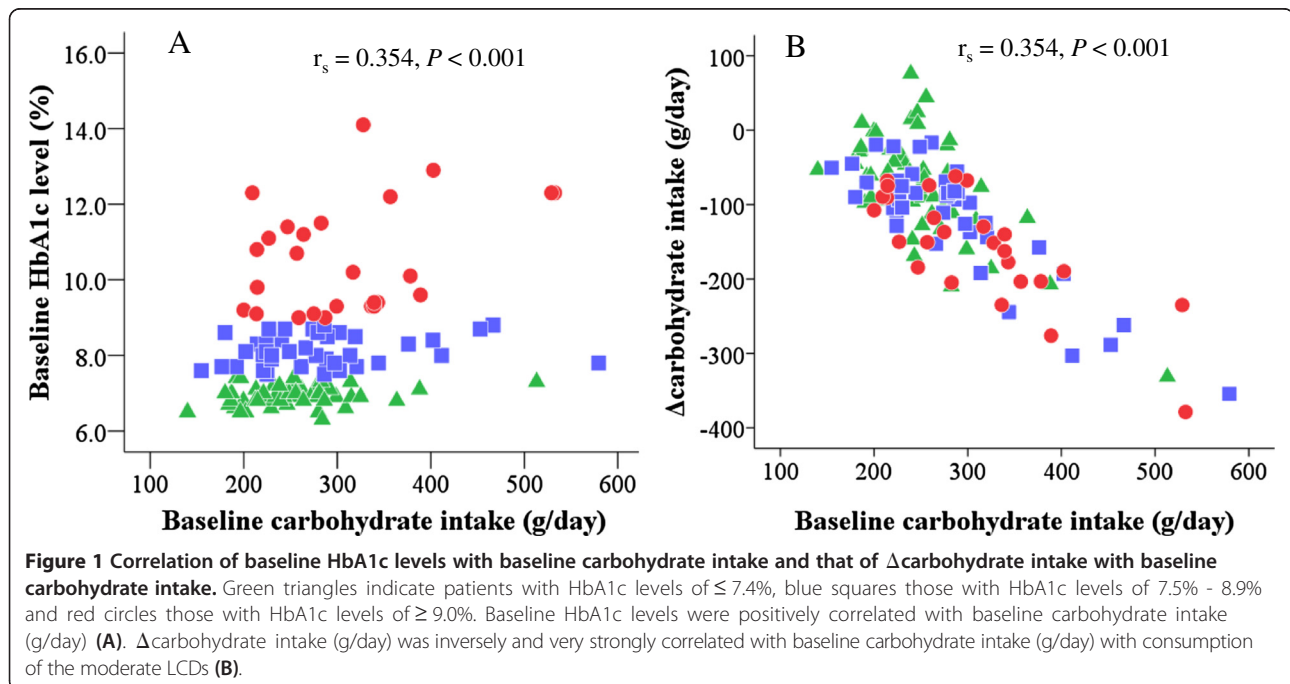 A
r_s = 0.354, P < 0.001
Baseline HbA1c level (%)
16.0
14.0
12.0
10.0
8.0
6.0
100 200 300 400 500 600
Baseline carbohydrate intake (g/day)
B
r_s = 0.354, P < 0.001
Δcarbohydrate intake (g/day)
100
0
-100
-200
-300
-400
100 200 300 400 500 600
Baseline carbohydrate intake (g/day)
Figure 1 Correlation of baseline HbA1c levels with baseline carbohydrate intake and that of Δcarbohydrate intake with baseline
carbohydrate intake. Green triangles indicate patients with HbA1c levels of ≤ 7.4%, blue squares those with HbA1c levels of 7.5% - 8.9%
and red circles those with HbA1c levels of ≥ 9.0%. Baseline HbA1c levels were positively correlated with baseline carbohydrate intake
(g/day) (A). Δcarbohydrate intake (g/day) was inversely and very strongly correlated with baseline carbohydrate intake (g/day) with consumption
of the moderate LCDs (B).